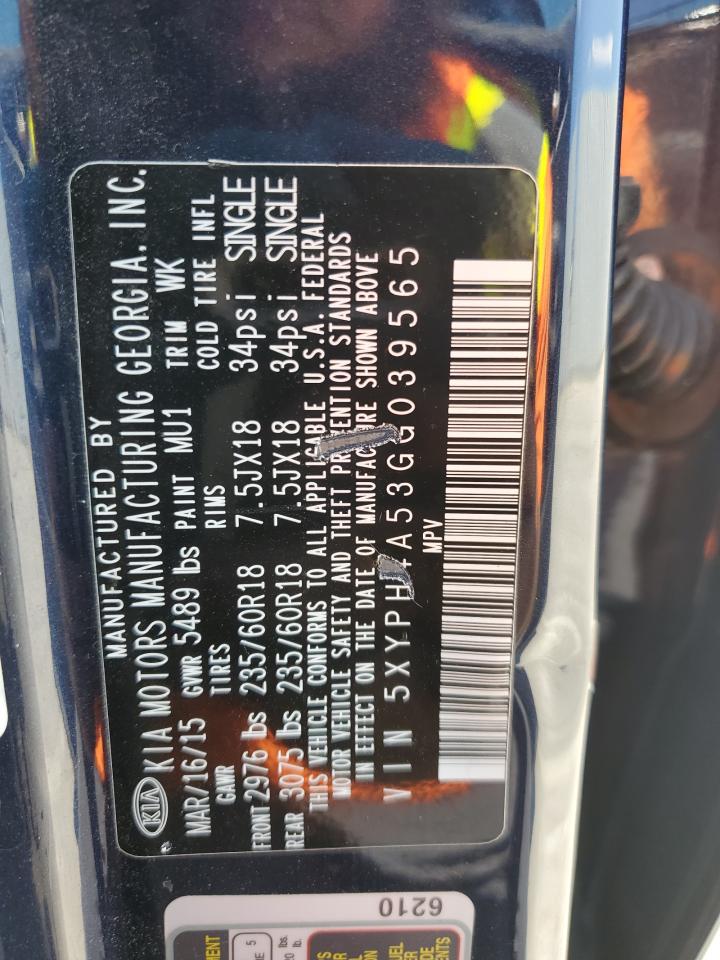 MANUFACTURED BY
KIA KIA MOTORS MANUFACTURING GEORGIA. INC.
MAR/16/15 GVWR 5489 lbs PAINT MU1 TRIM WK
GAWR TIRES RIMS COLD TIRE INFL
FRONT 2976 lbs 235/60R18 7.5JX18 34psi SINGLE
REAR 3075 lbs 235/60R18 7.5JX18 34psi SINGLE
THIS VEHICLE CONFORMS TO ALL APPLICABLE U.S.A. FEDERAL
MOTOR VEHICLE SAFETY AND THEFT PREVENTION STANDARDS
IN EFFECT ON THE DATE OF MANUFACTURE SHOWN ABOVE
VIN 5XYPH4A53GG039565
MPV
6210